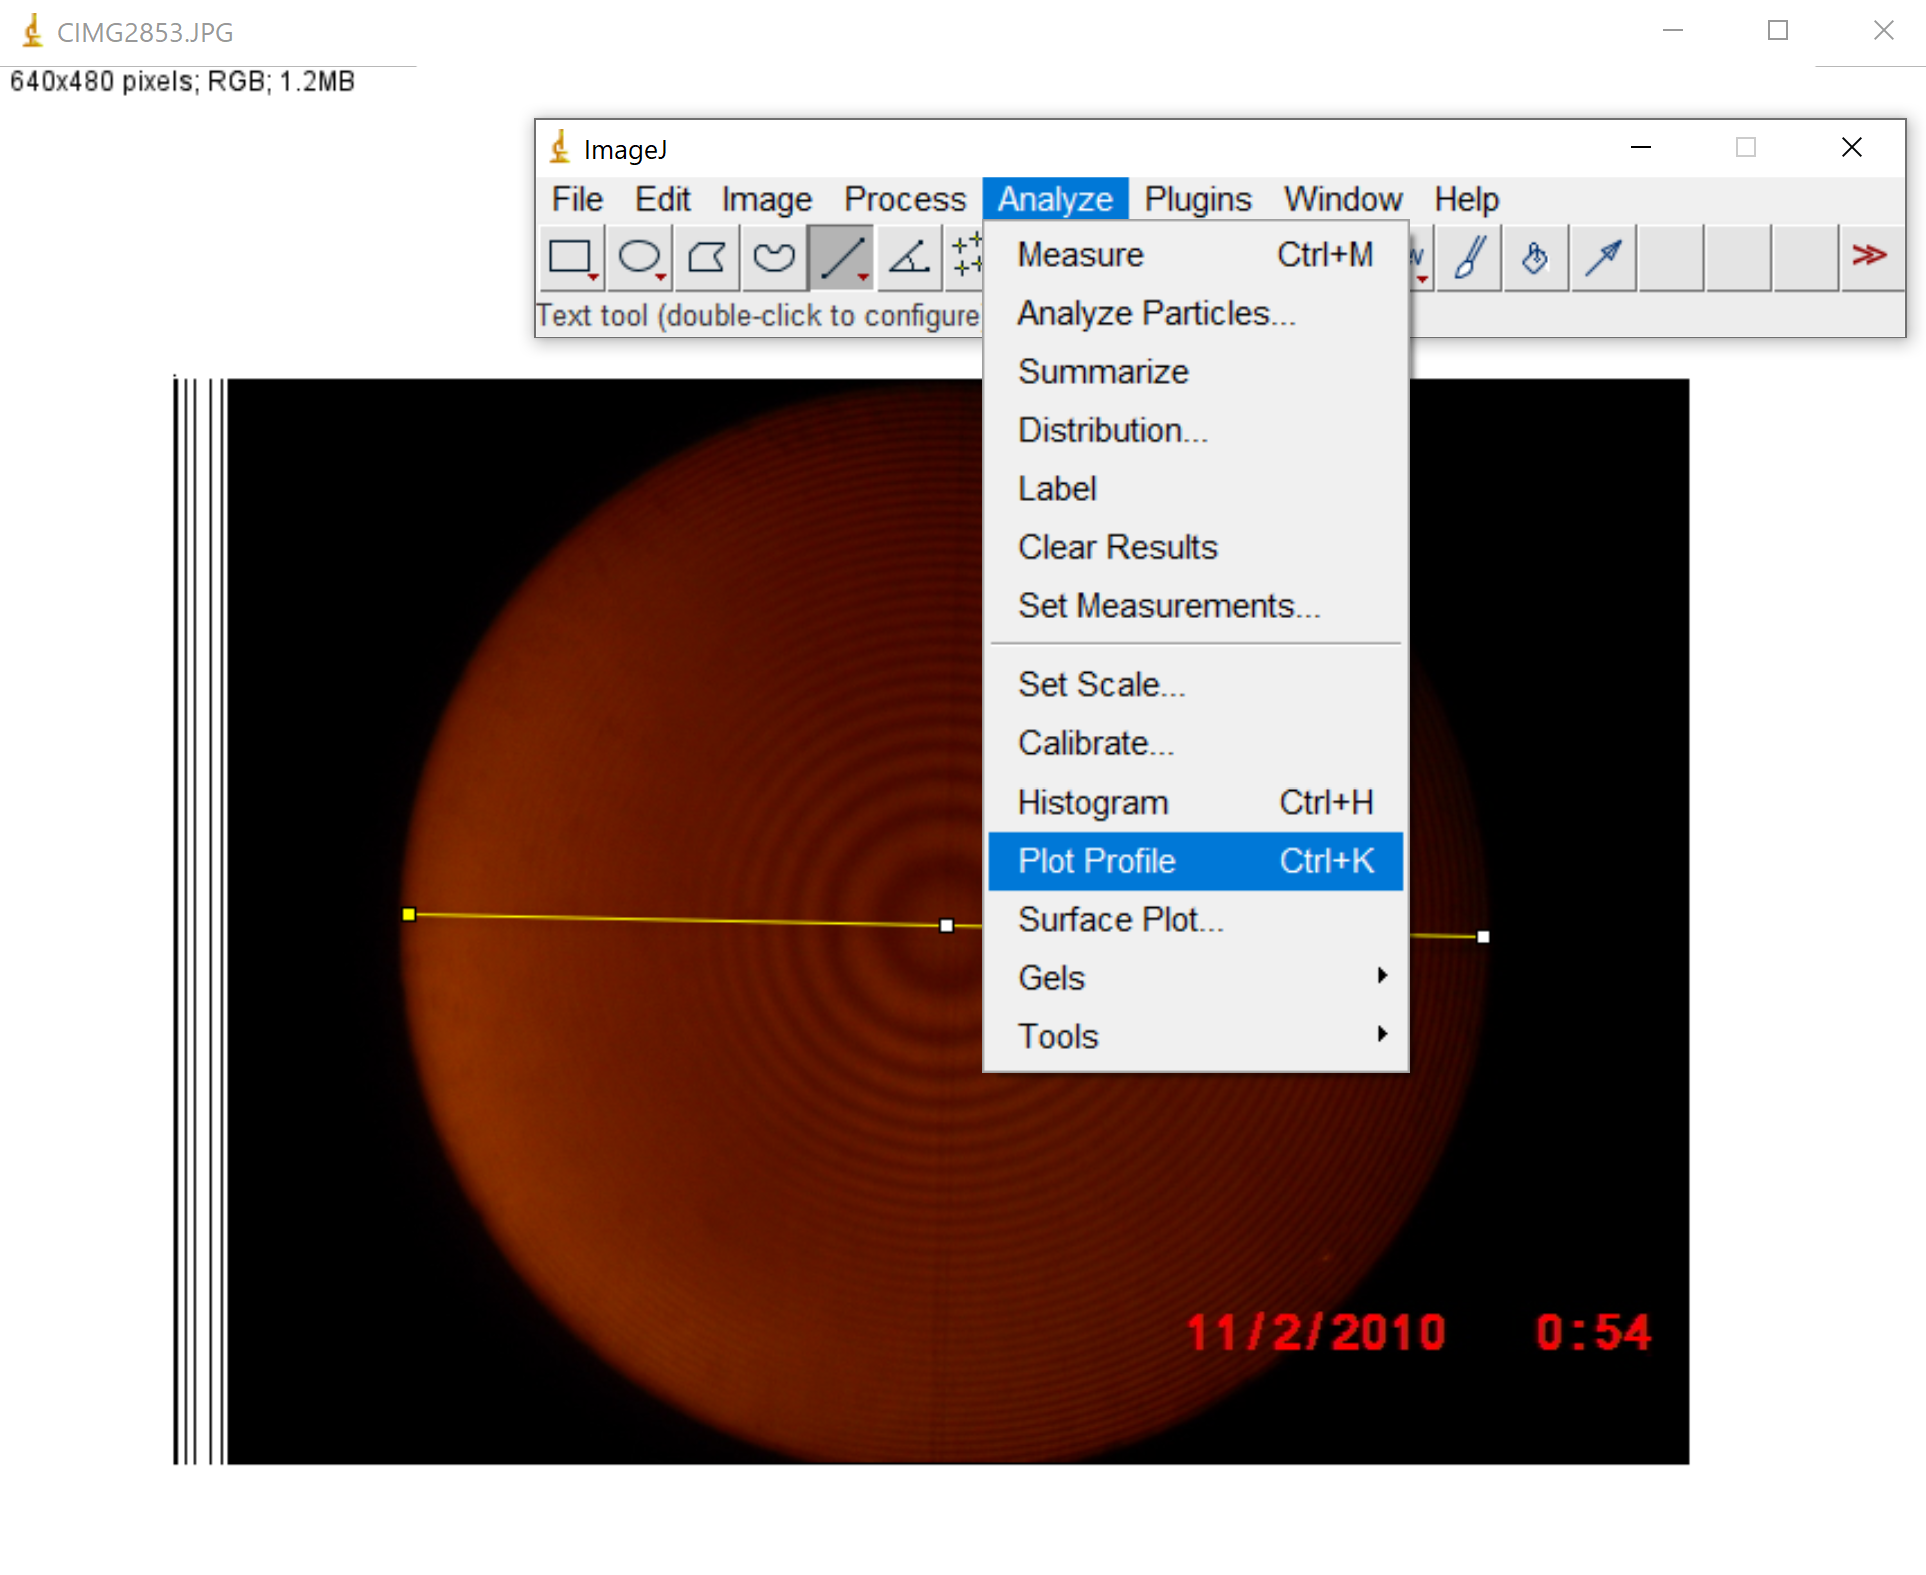 CIMG2853.JPG
640x480 pixels; RGB; 1.2MB
ImageJ
File Edit Image Process Analyze Plugins Window Help
Text tool (double-click to configure
Measure Ctrl+M
Analyze Particles...
Summarize
Distribution...
Label
Clear Results
Set Measurements...
Set Scale...
Calibrate...
Histogram Ctrl+H
Plot Profile Ctrl+K
Surface Plot...
Gels
Tools
11/2/2010 0:54